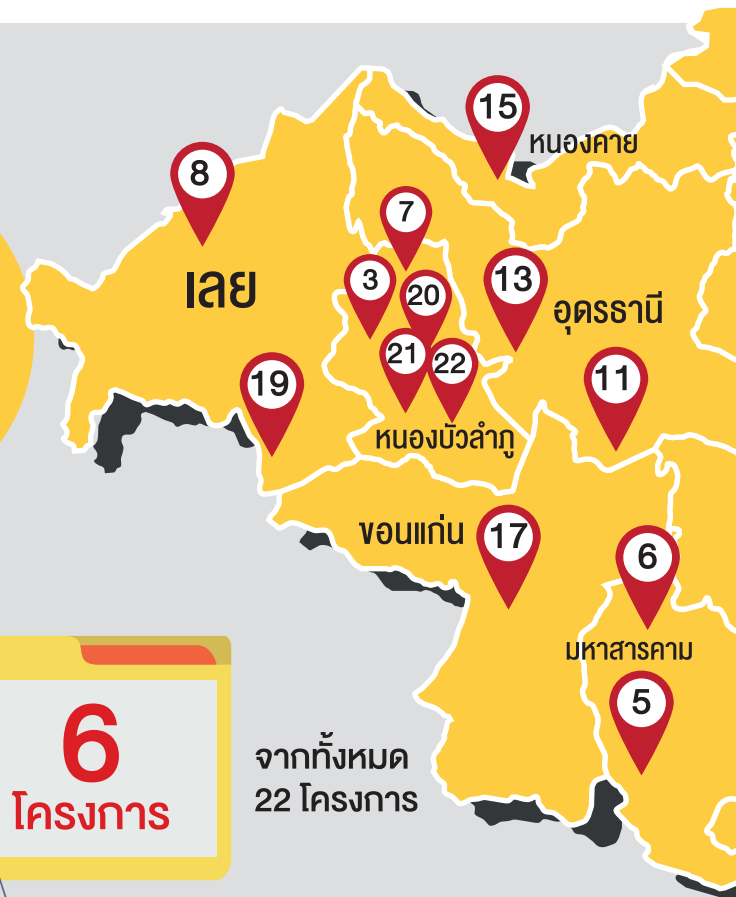 15
หนองคาย
8
7
3
20
13
เลย
อุดรธานี
21
22
19
11
หนองบัวลำภู
ขอนแก่น
17
6
มหาสารคาม
5
6
โครงการ
จากทั้งหมด
22 โครงการ